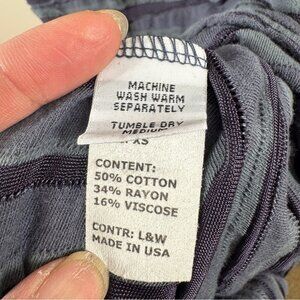 MACHINE
WASH WARM
SEPARATELY
TUMBLE DRY
MEDIUM
XS
CONTENT:
50% COTTON
34% RAYON
16% VISCOSE
CONTR: L&W
MADE IN USA